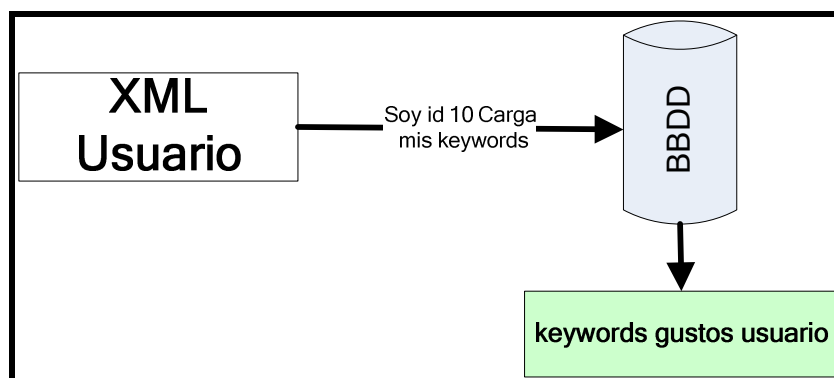 XML
Usuario
Soy id 10 Carga
mis keywords
BBDD
keywords gustos usuario